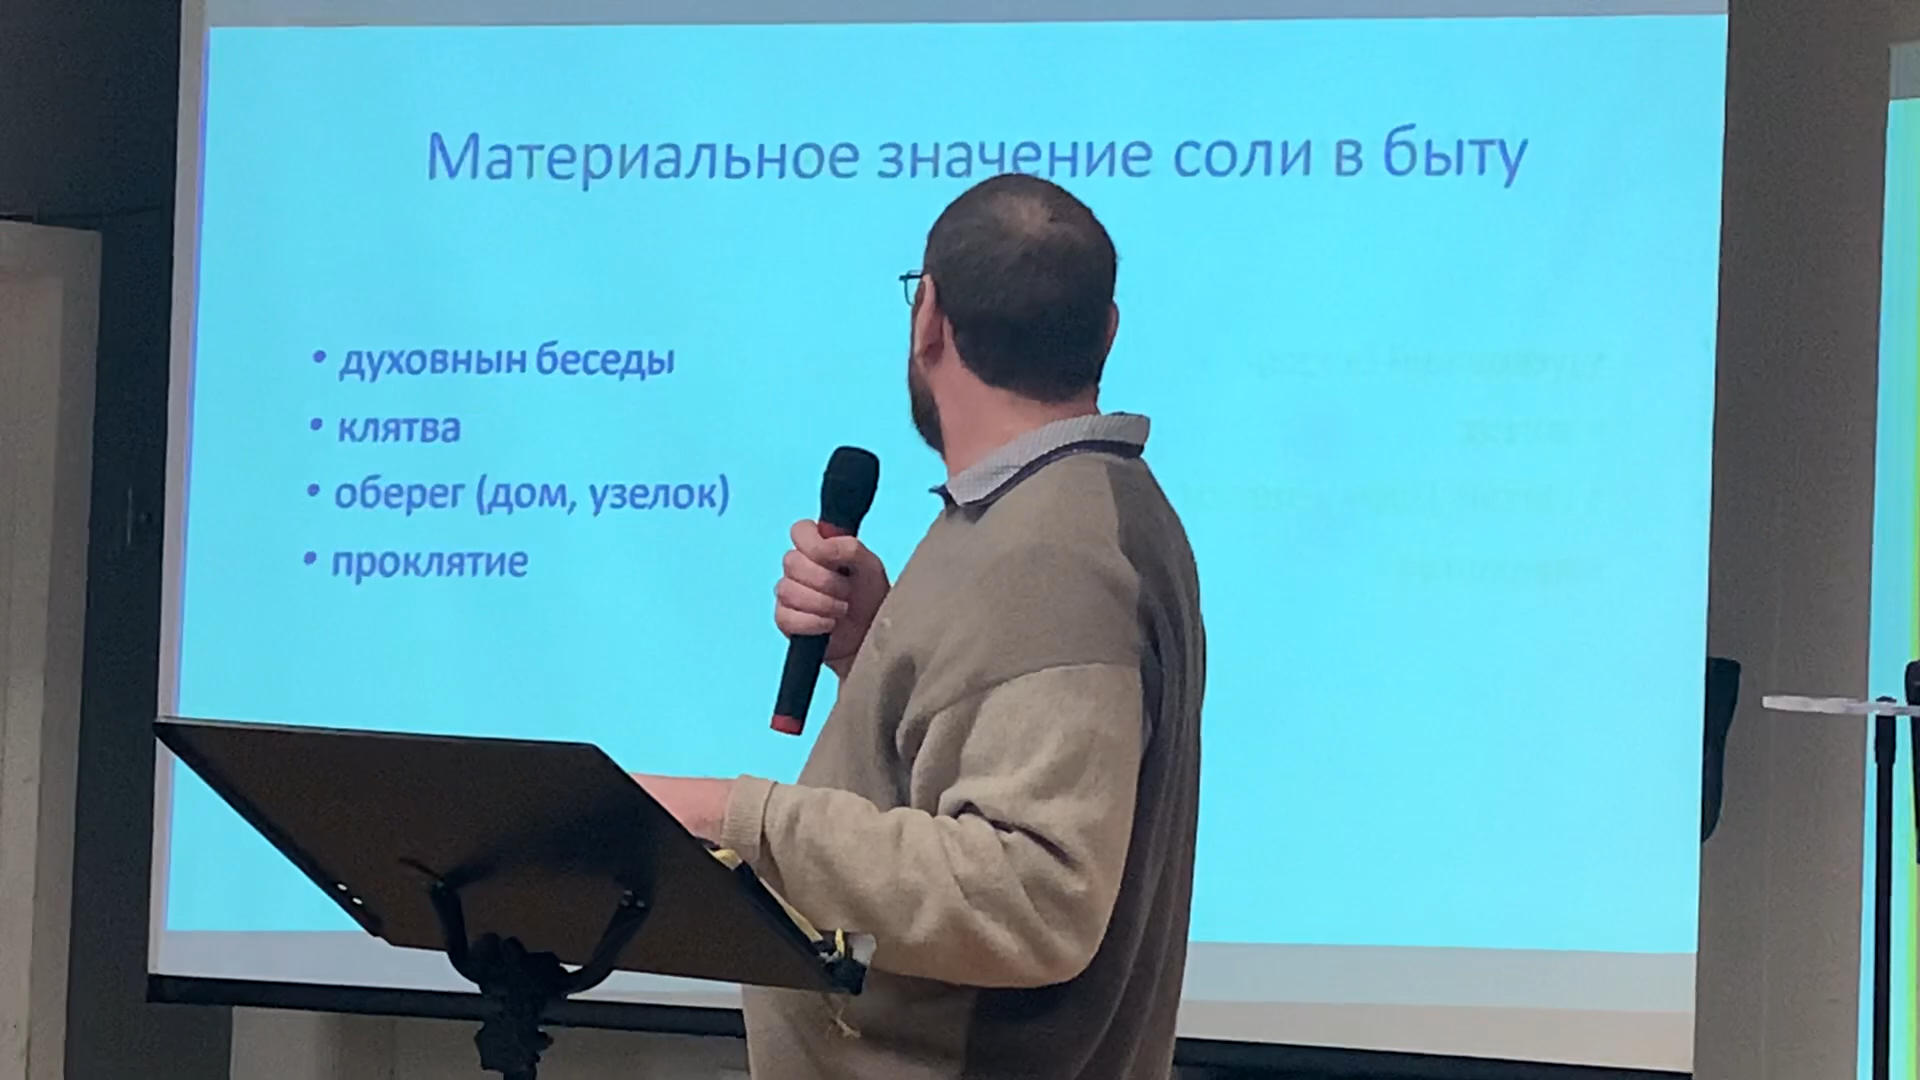 Материальное значение соли в быту
• духовнын беседы
• клятва
• оберег (дом, узелок)
• проклятие